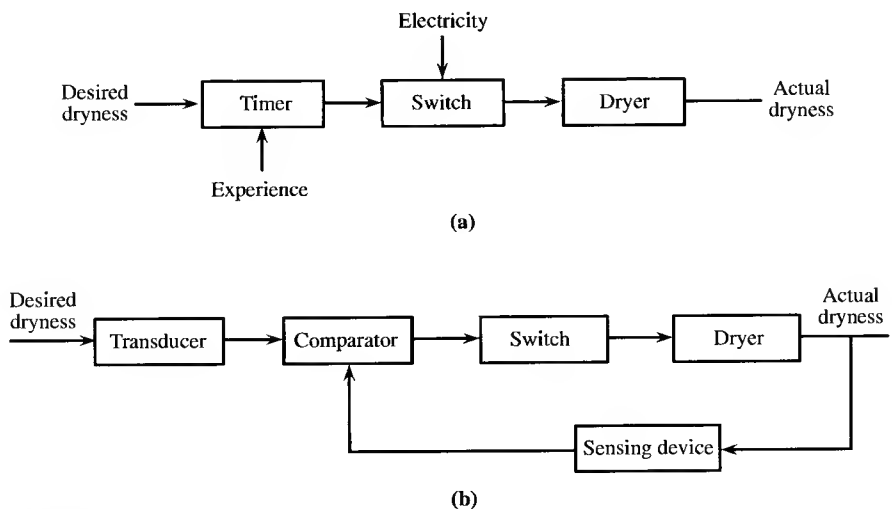 Electricity
Desired
dryness
Timer
Switch
Dryer
Actual
dryness
Experience
(a)
Desired
dryness
Transducer
Comparator
Switch
Dryer
Actual
dryness
Sensing device
(b)